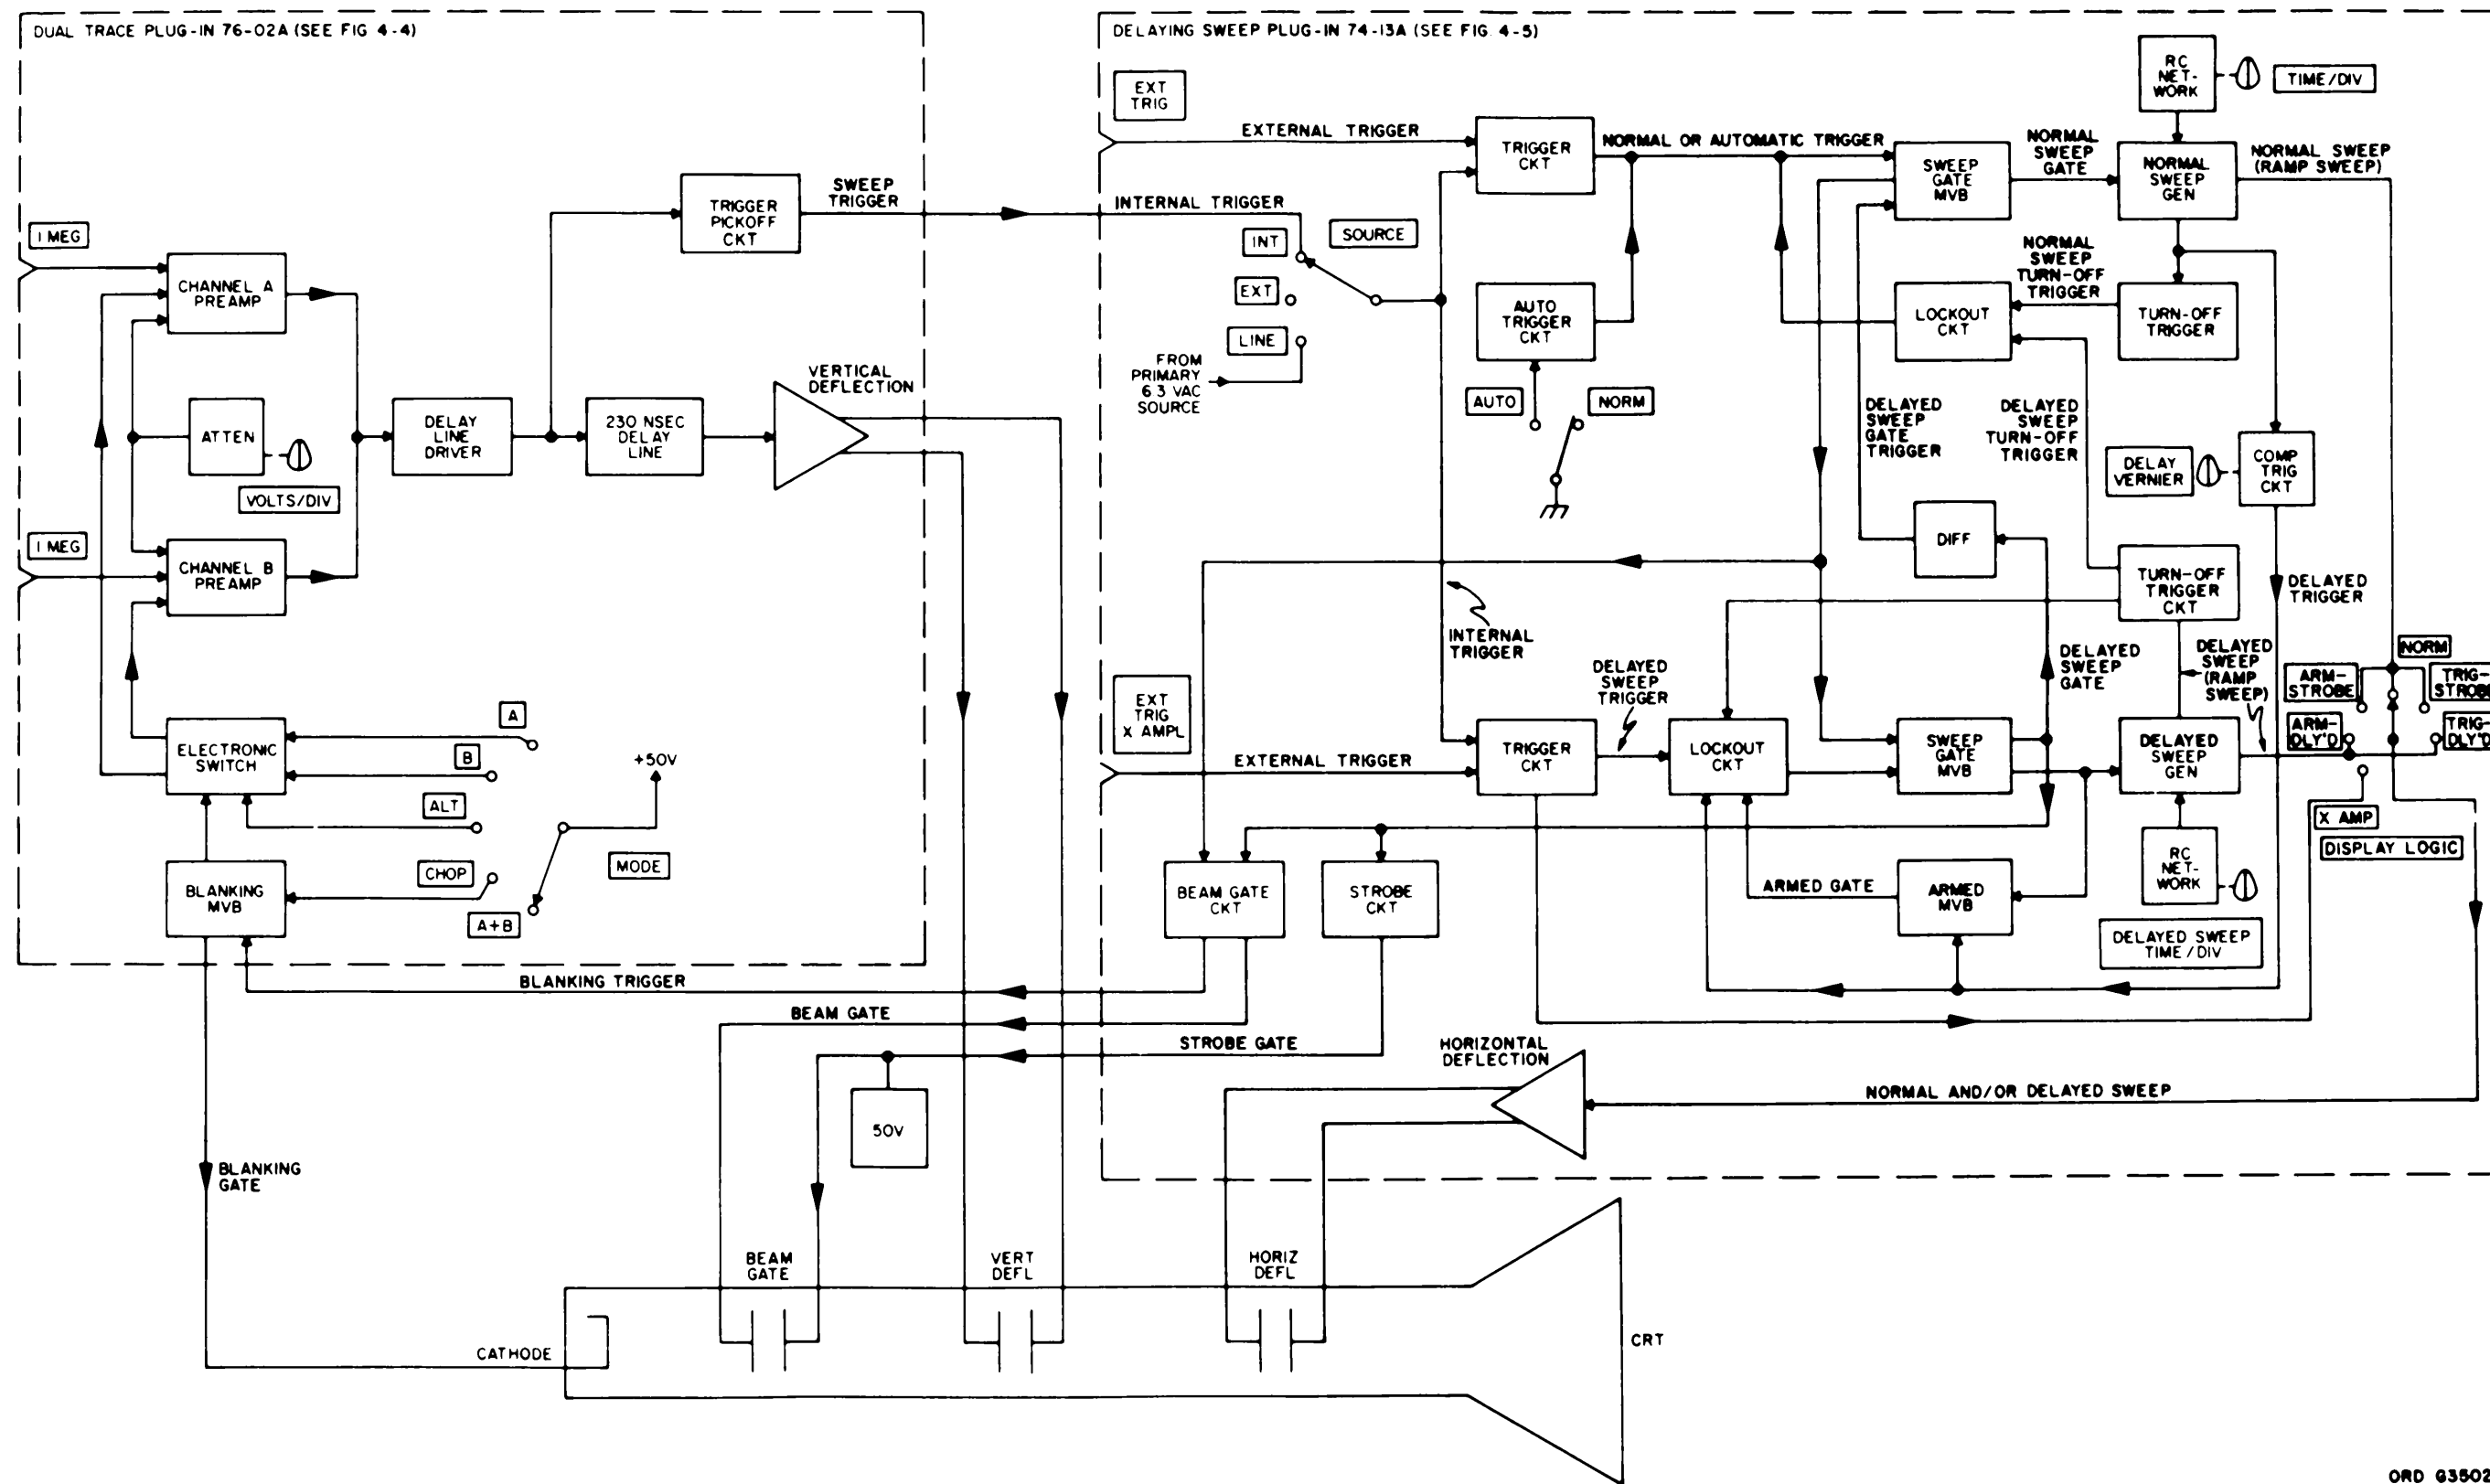 DUAL TRACE PLUG-IN 76-02A (SEE FIG 4-4)
1 MEG
CHANNEL A
PREAMP
ATTEN
VOLTS/DIV
1 MEG
CHANNEL B
PREAMP
DELAY
LINE
DRIVER
230 NSEC
DELAY
LINE
TRIGGER
PICKOFF
CKT
SWEEP
TRIGGER
VERTICAL
DEFLECTION
ELECTRONIC
SWITCH
A
B
ALT
CHOP
A+B
MODE
+50V
BLANKING
MVB
DELAYING SWEEP PLUG-IN 74-13A (SEE FIG. 4-5)
EXT
TRIG
EXTERNAL TRIGGER
INTERNAL TRIGGER
INT
SOURCE
EXT
LINE
FROM
PRIMARY
6 3 VAC
SOURCE
TRIGGER
CKT
NORMAL OR AUTOMATIC TRIGGER
AUTO
TRIGGER
CKT
AUTO
NORM
SWEEP
GATE
MVB
NORMAL
SWEEP
GATE
RC
NET-
WORK
TIME/DIV
NORMAL
SWEEP
GEN
NORMAL SWEEP
(RAMP SWEEP)
NORMAL
SWEEP
TURN-OFF
TRIGGER
LOCKOUT
CKT
TURN-OFF
TRIGGER
DELAYED
SWEEP
GATE
TRIGGER
DELAYED
SWEEP
TURN-OFF
TRIGGER
DELAY
VERNIER
COMP
TRIG
CKT
DIFF
TURN-OFF
TRIGGER
CKT
DELAYED
TRIGGER
INTERNAL
TRIGGER
EXT
TRIG
X AMPL
EXTERNAL TRIGGER
TRIGGER
CKT
DELAYED
SWEEP
TRIGGER
LOCKOUT
CKT
SWEEP
GATE
MVB
DELAYED
SWEEP
GATE
DELAYED
SWEEP
(RAMP
SWEEP)
DELAYED
SWEEP
GEN
NORM
ARM-
STROBE
TRIG-
STROBE
ARM-
DLY'D
TRIG-
DLY'D
X AMP
DISPLAY LOGIC
BEAM GATE
CKT
STROBE
CKT
ARMED GATE
ARMED
MVB
RC
NET-
WORK
DELAYED SWEEP
TIME/DIV
BLANKING TRIGGER
BEAM GATE
STROBE GATE
50V
HORIZONTAL
DEFLECTION
NORMAL AND/OR DELAYED SWEEP
BLANKING
GATE
BEAM
GATE
VERT
DEFL
HORIZ
DEFL
CATHODE
CRT
ORD G3502